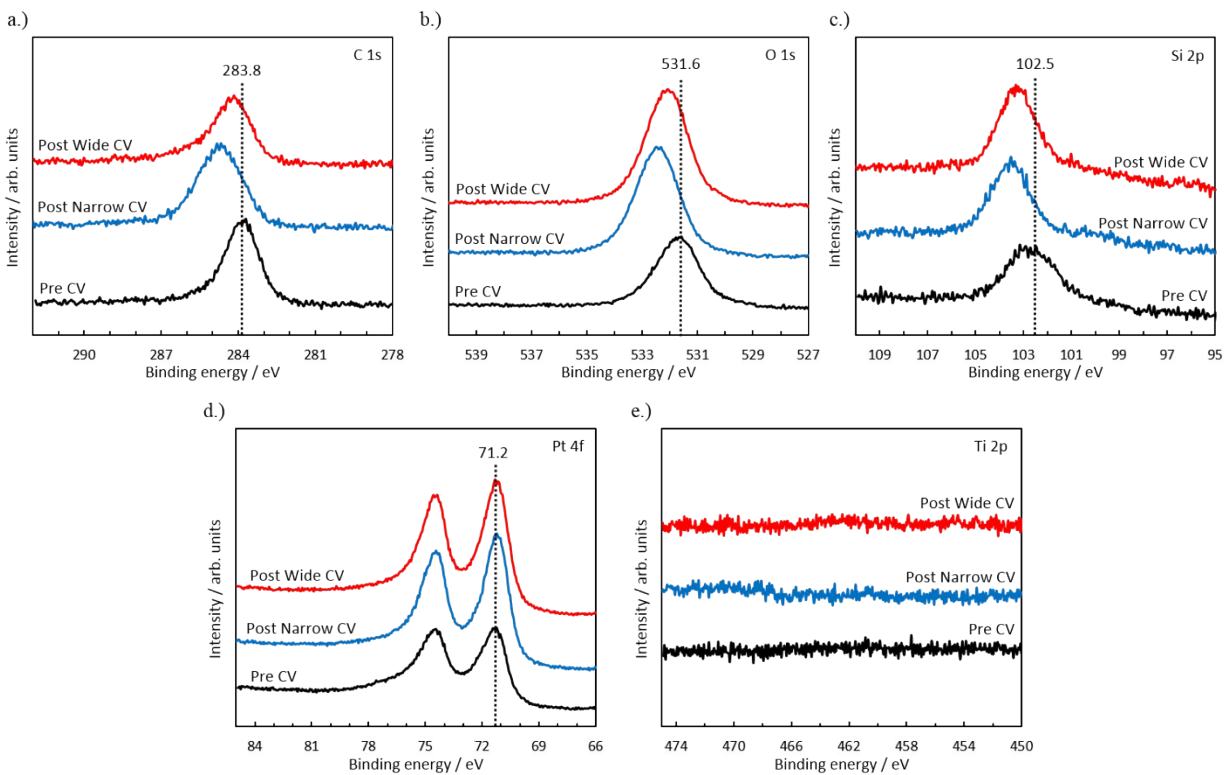 a.)
C 1s
283.8
Post Wide CV
Post Narrow CV
Pre CV
Intensity / arb. units
290 287 284 281 278
Binding energy / eV
b.)
O 1s
531.6
Post Wide CV
Post Narrow CV
Pre CV
Intensity / arb. units
539 535 531 527
Binding energy / eV
c.)
Si 2p
102.5
Post Wide CV
Post Narrow CV
Pre CV
Intensity / arb. units
109 107 105 103 101 99 97 95
Binding energy / eV
d.)
Pt 4f
71.2
Post Wide CV
Post Narrow CV
Pre CV
Intensity / arb. units
84 81 78 75 72 69 66
Binding energy / eV
e.)
Ti 2p
Post Wide CV
Post Narrow CV
Pre CV
Intensity / arb. units
474 470 466 462 458 454 450
Binding energy / eV